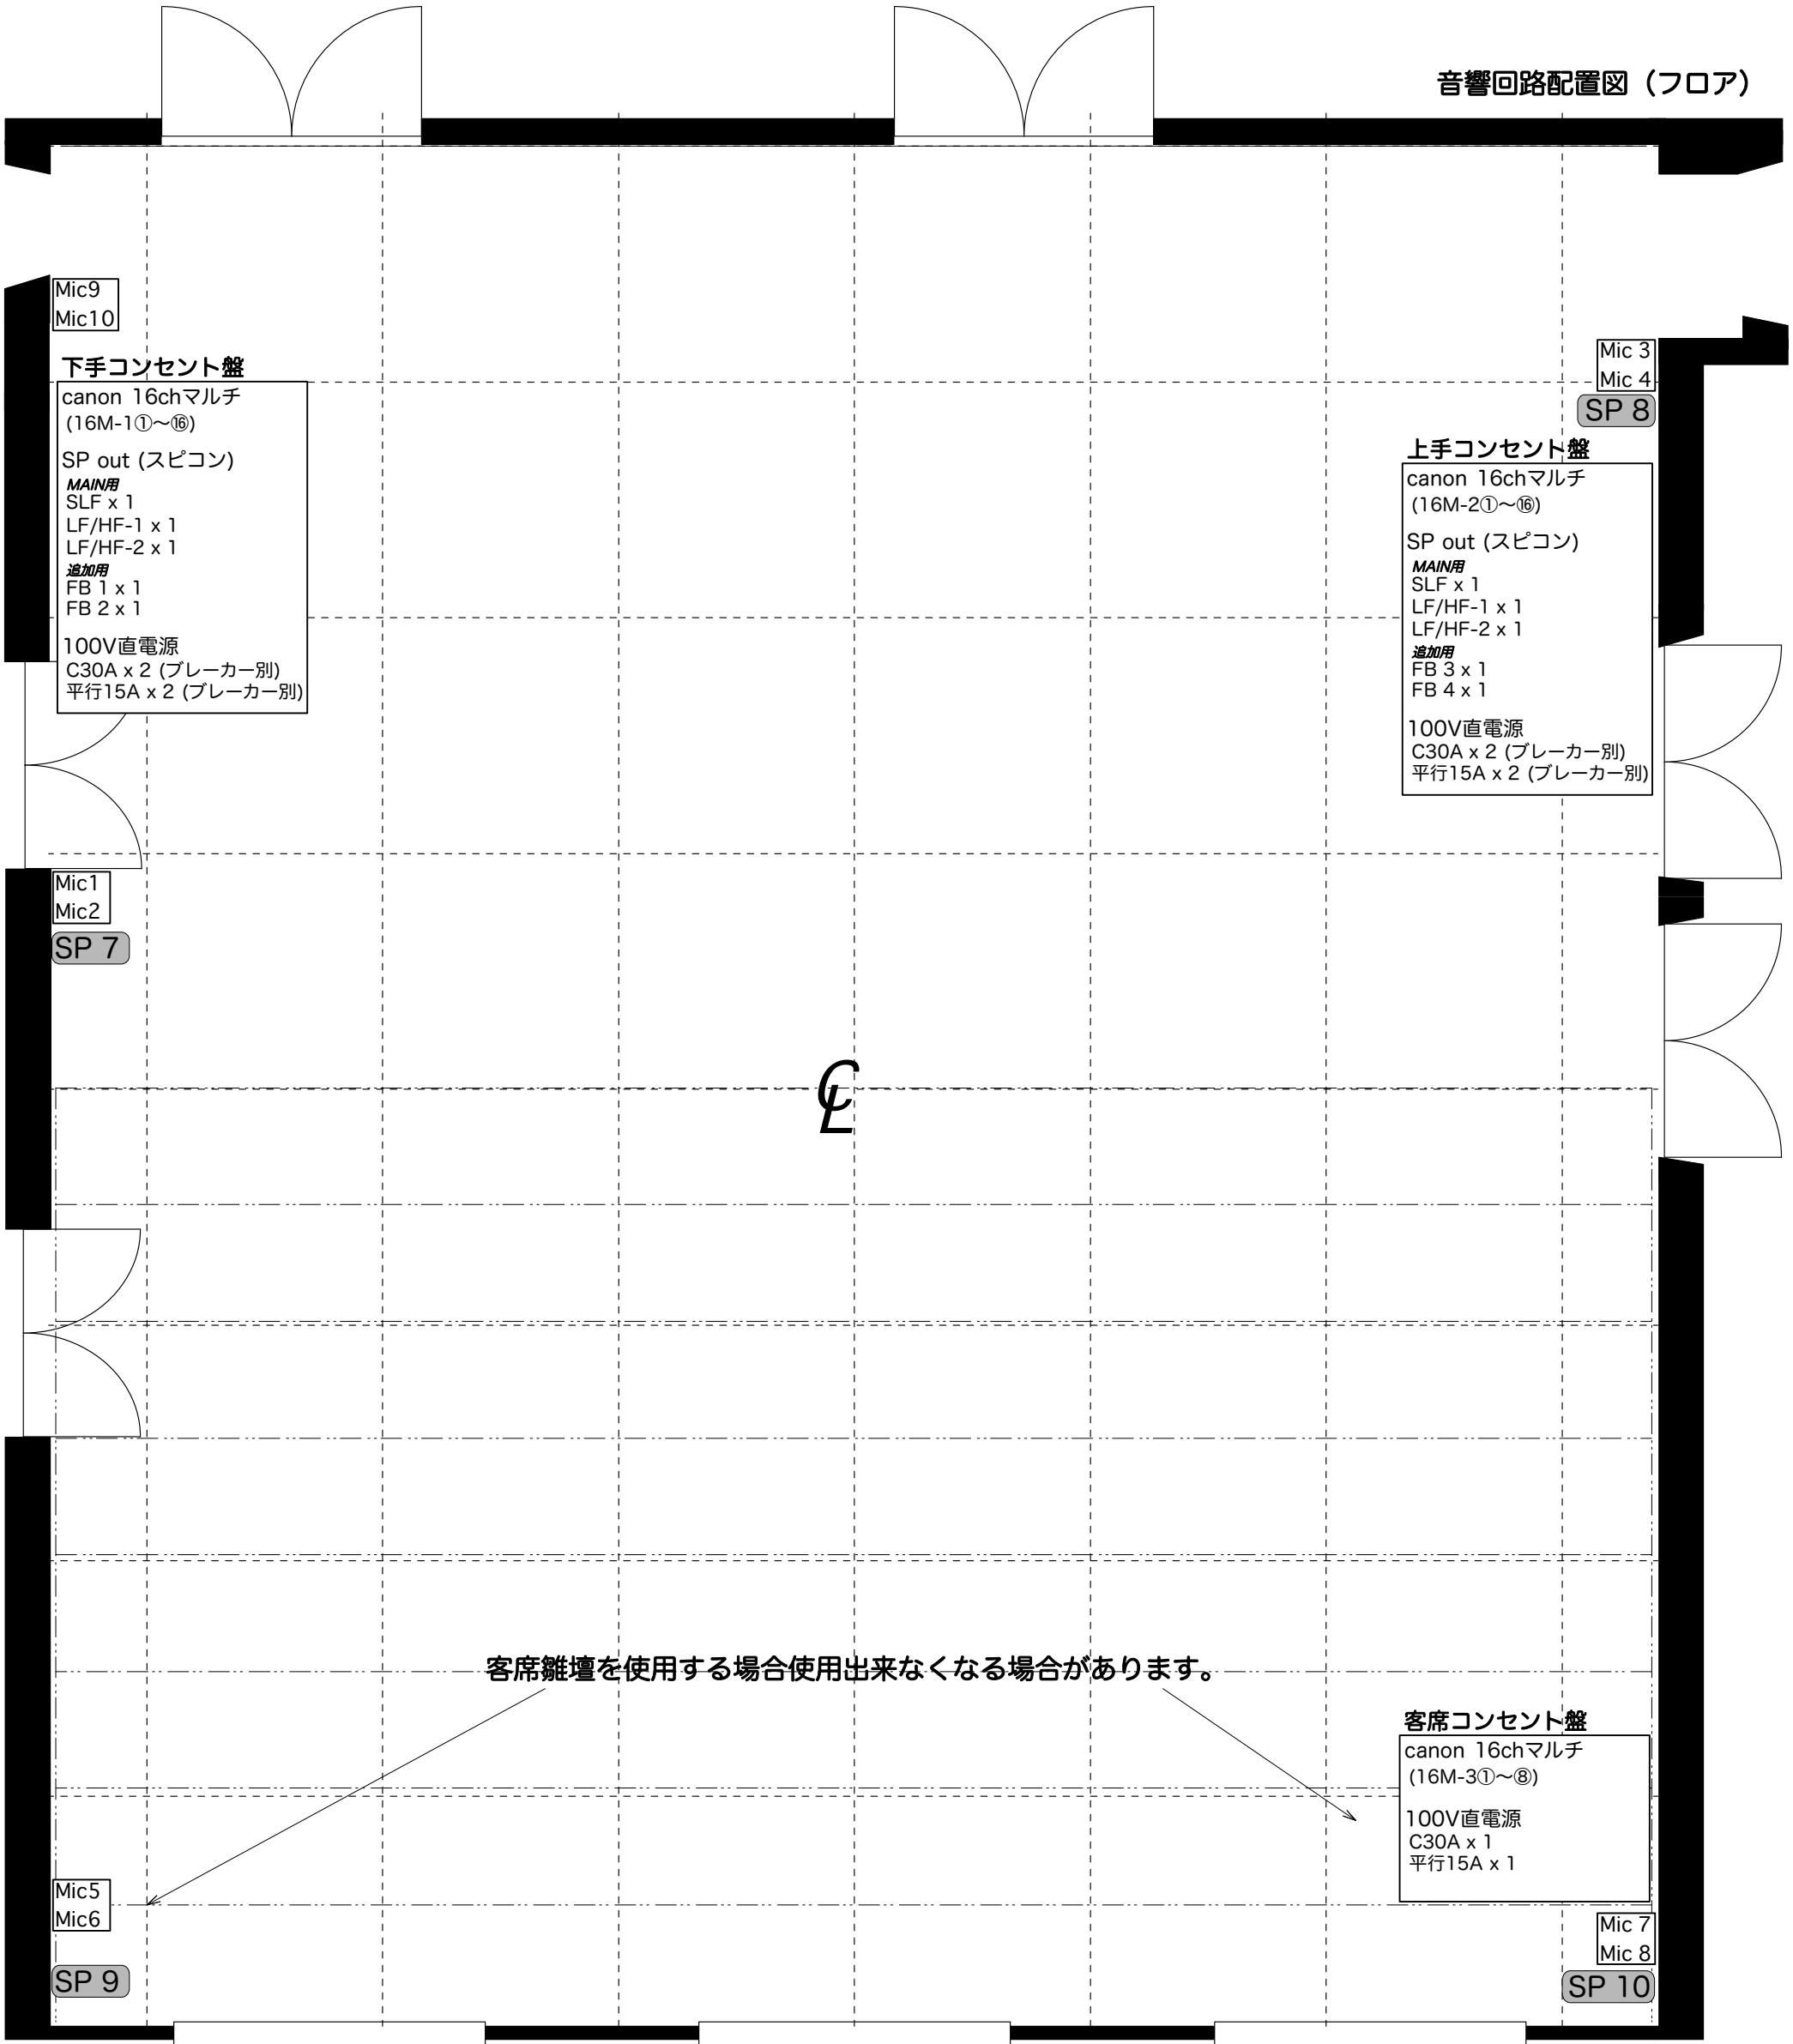 音響回路配置図（フロア）
Mic9
Mic10
下手コンセント盤
canon 16chマルチ
(16M-1①〜⑯)
SP out (スピコン)
MAIN用
SLF x 1
LF/HF-1 x 1
LF/HF-2 x 1
追加用
FB 1 x 1
FB 2 x 1
100V直電源
C30A x 2 (ブレーカー別)
平行15A x 2 (ブレーカー別)
Mic 3
Mic 4
SP 8
上手コンセント盤
canon 16chマルチ
(16M-2①〜⑯)
SP out (スピコン)
MAIN用
SLF x 1
LF/HF-1 x 1
LF/HF-2 x 1
追加用
FB 3 x 1
FB 4 x 1
100V直電源
C30A x 2 (ブレーカー別)
平行15A x 2 (ブレーカー別)
Mic1
Mic2
SP 7
CL
客席雛壇を使用する場合使用出来なくなる場合があります。
客席コンセント盤
canon 16chマルチ
(16M-3①〜⑧)
100V直電源
C30A x 1
平行15A x 1
Mic5
Mic6
SP 9
Mic 7
Mic 8
SP 10